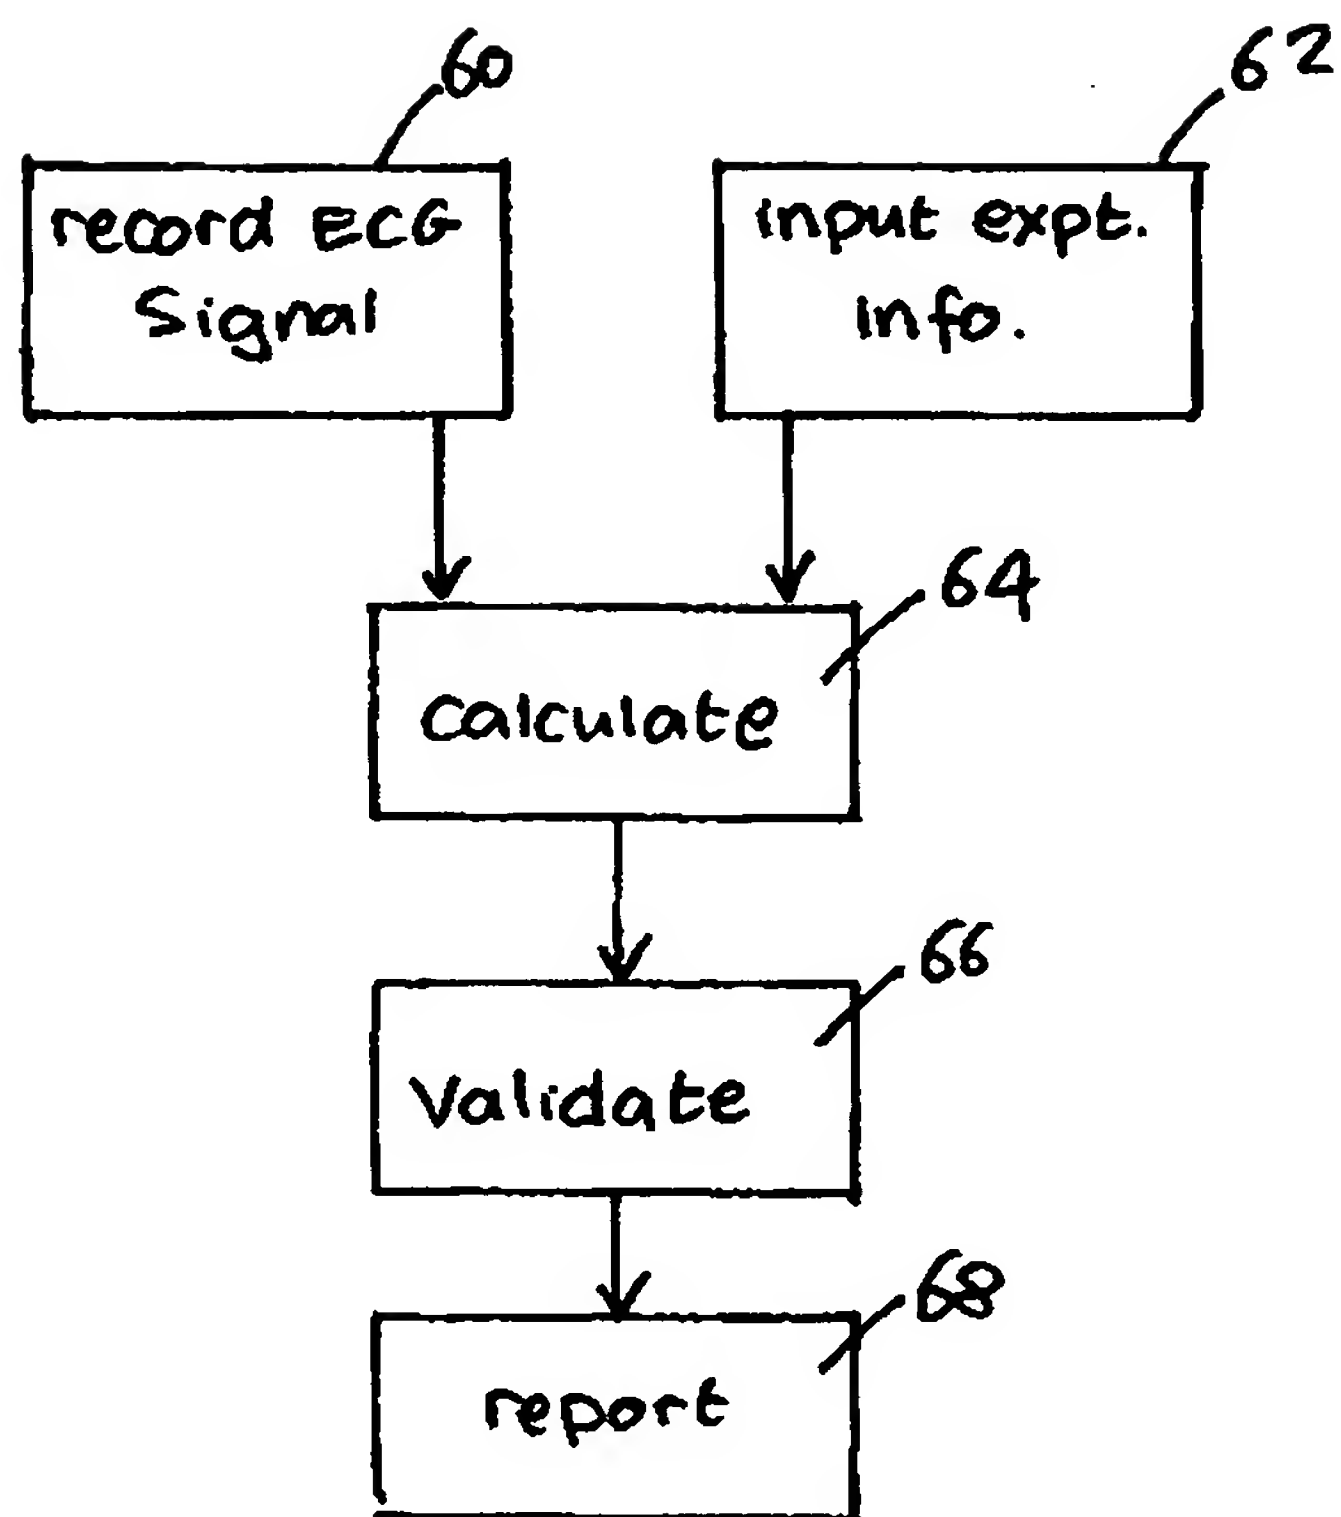 60
62
record ECG
Signal
input expt.
info.
64
Calculate
66
Validate
68
report